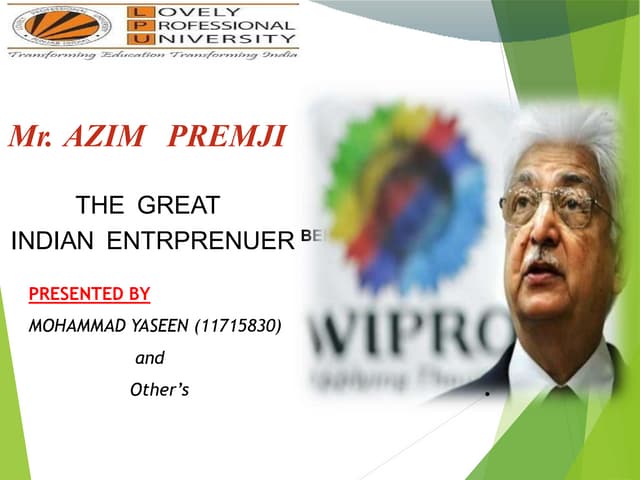 LOVELY
PROFESSIONAL
UNIVERSITY
Transforming Education Transforming India
Mr. AZIM PREMJI
THE GREAT
INDIAN ENTRPRENUER
PRESENTED BY
MOHAMMAD YASEEN (11715830)
and
Other’s
WIPRO
Applying
.